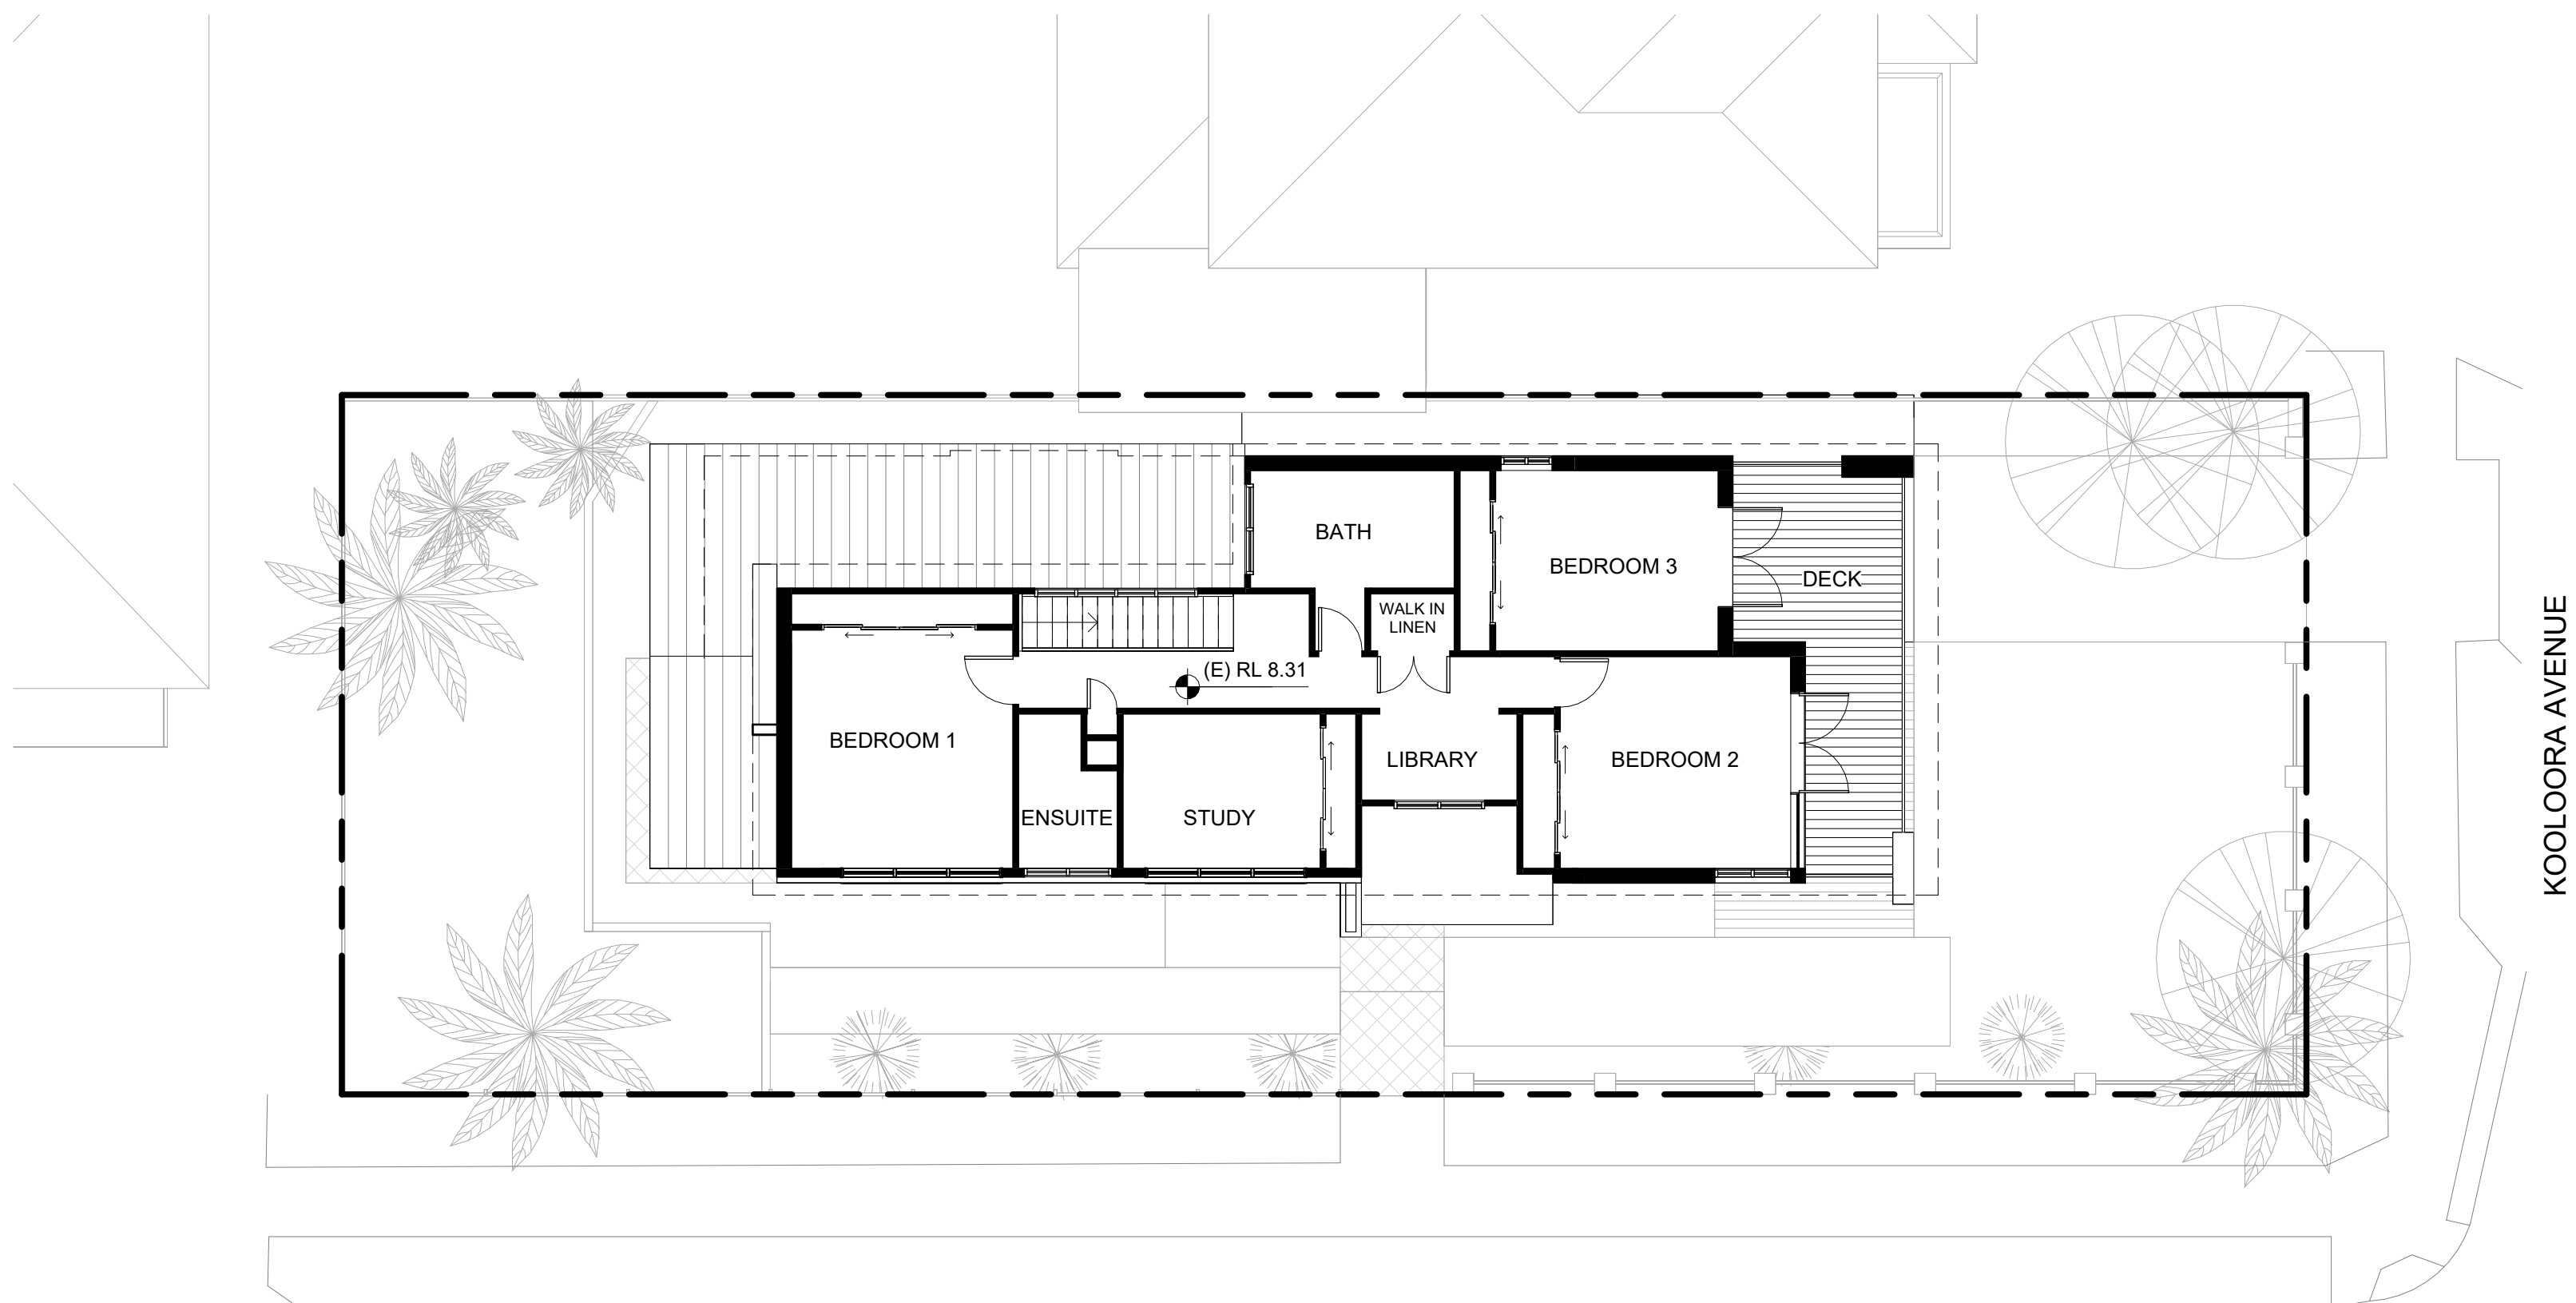 BATH
BEDROOM 3
DECK
WALK IN
LINEN
(E) RL 8.31
BEDROOM 1
LIBRARY
BEDROOM 2
ENSUITE
STUDY
KOOLOORA AVENUE